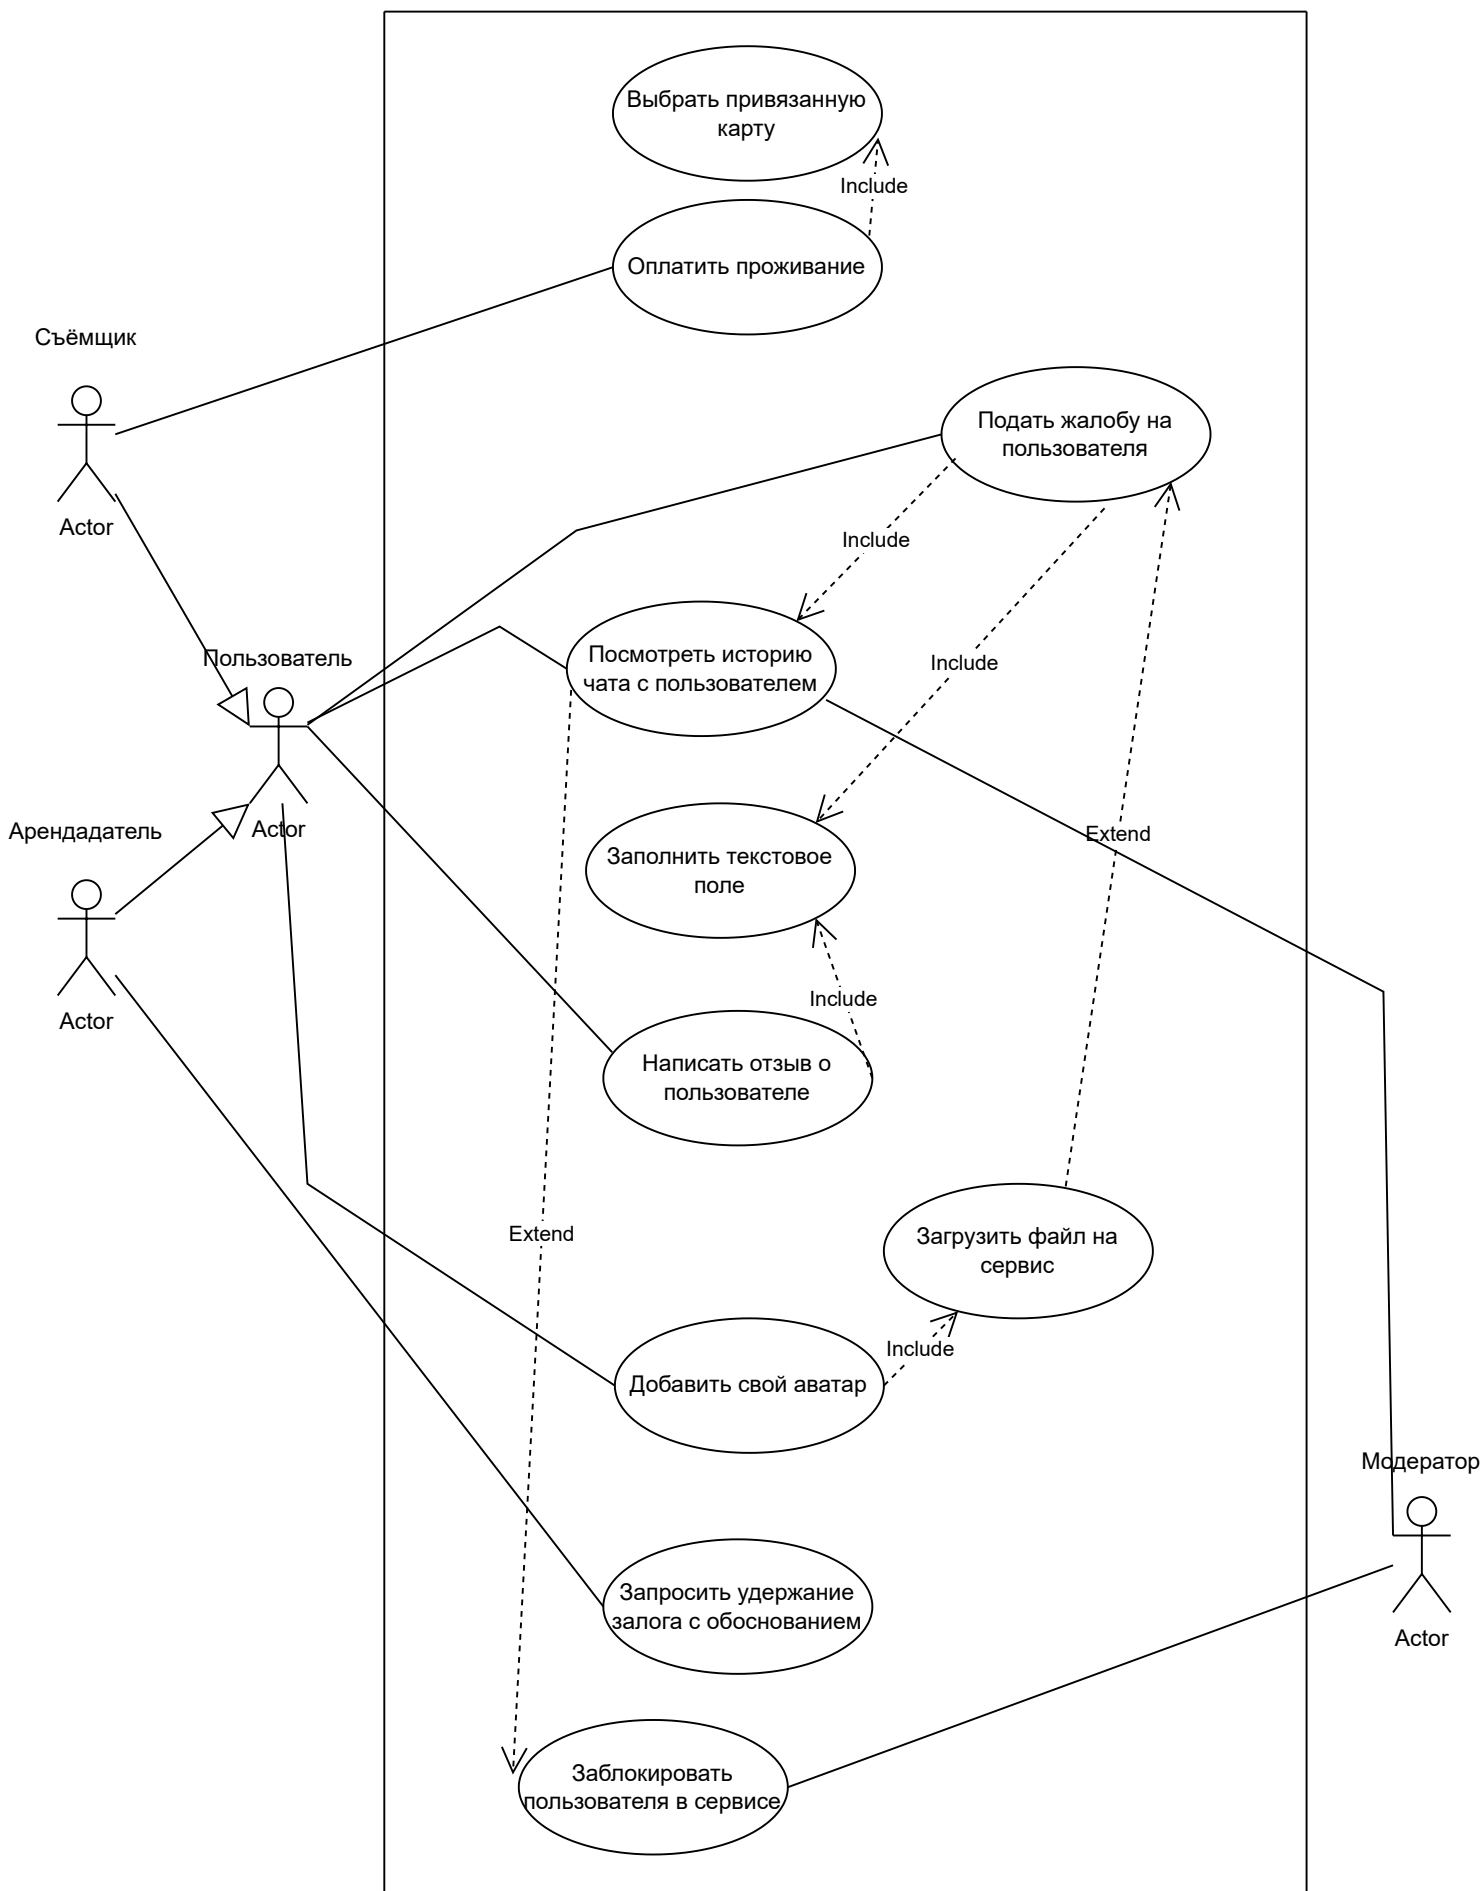 Выбрать привязанную
карту
Include
Оплатить проживание
Съёмщик
Actor
Подать жалобу на
пользователя
Include
Посмотреть историю
чата с пользователем
Include
Пользователь
Actor
Арендадатель
Actor
Extend
Заполнить текстовое
поле
Include
Написать отзыв о
пользователе
Extend
Загрузить файл на
сервис
Include
Добавить свой аватар
Модератор
Actor
Запросить удержание
залога с обоснованием
Заблокировать
пользователя в сервисе